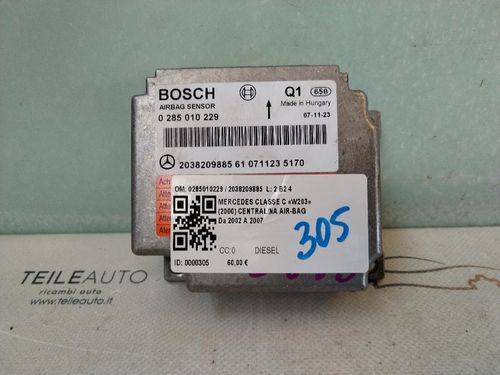 BOSCH
Q1 658
AIRBAG SENSOR
Made in Hungary
0 285 010 229
07-11-23
2038209885 61 071123 5170
OM: 0285010229 / 2038209885 L: 2 B2 4
MERCEDES CLASSE C «W203»
(2000) CENTRALINA AIR-BAG
Da 2002 A 2007
305
CC:0 DIESEL
ID: 0000305 60,00 €
TEILEAUTO
ricambi auto
www.teileauto.it